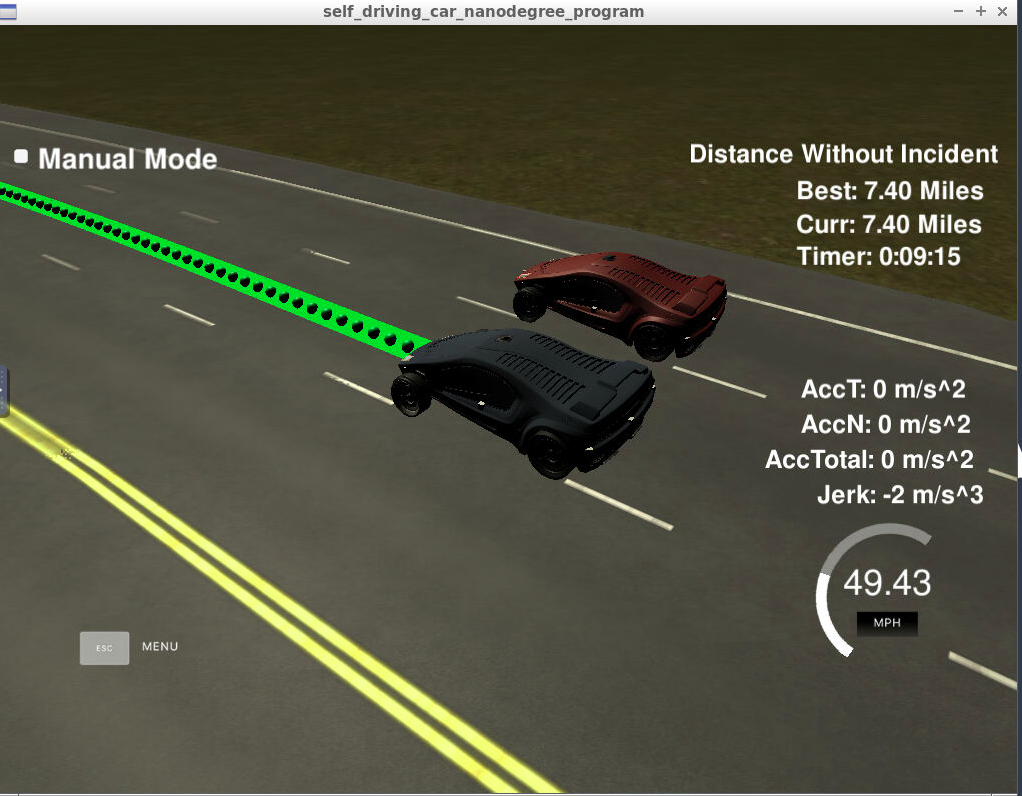 self_driving_car_nanodegree_program
Manual Mode
Distance Without Incident
Best: 7.40 Miles
Curr: 7.40 Miles
Timer: 0:09:15
AccT: 0 m/s^2
AccN: 0 m/s^2
AccTotal: 0 m/s^2
Jerk: -2 m/s^3
49.43
MPH
ESC MENU